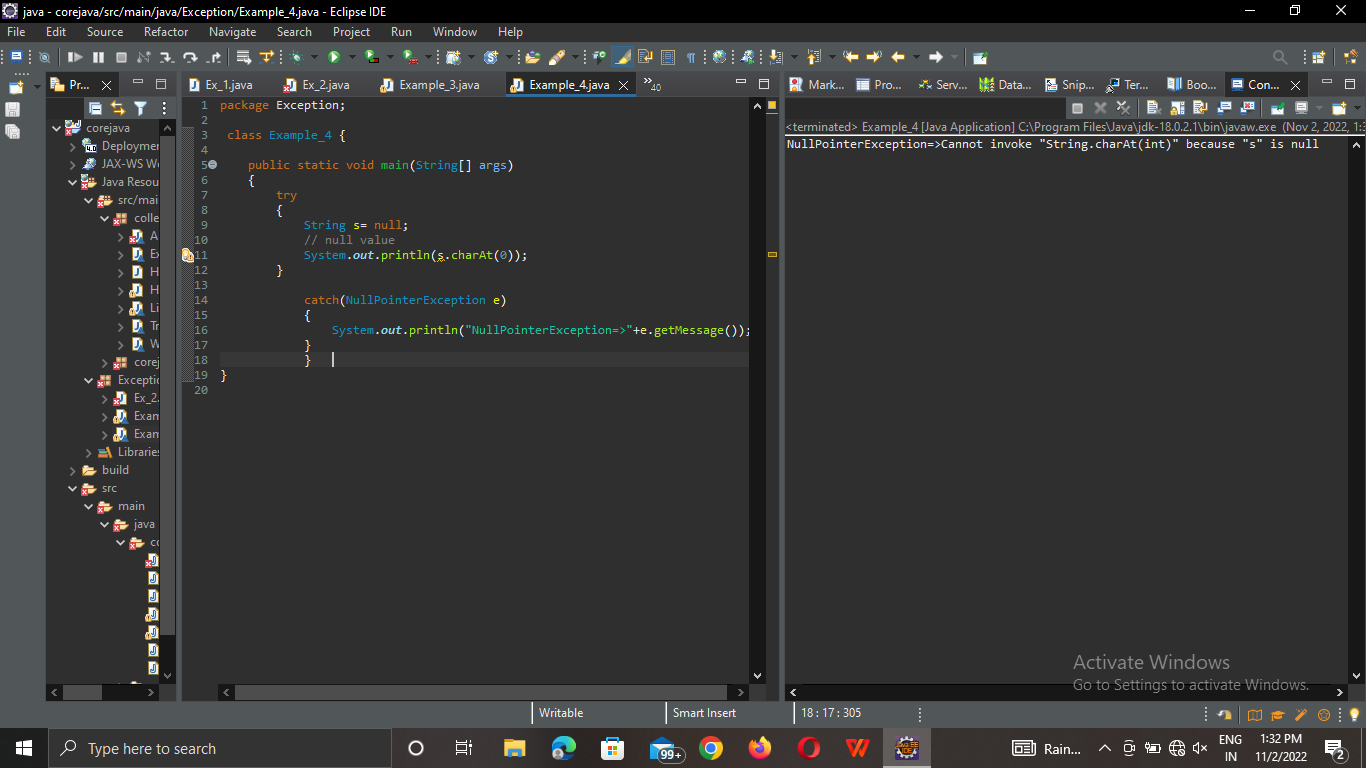 java - corejava/src/main/java/Exception/Example_4.java - Eclipse IDE
File Edit Source Refactor Navigate Search Project Run Window Help
Pr...
Ex_1.java Ex_2.java Example_3.java Example_4.java »40
Mark... Pro... Serv... Data... Snip... Ter... Boo... Con...
corejava
Deployme
JAX-WS W
Java Resou
src/mai
colle
A
Ex
H
H
Li
Tr
W
corej
Exceptio
Ex_2.
Exam
Exam
Librarie
build
src
main
java
co
1 package Exception;
2
3 class Example_4 {
4
5 public static void main(String[] args)
6 {
7 try
8 {
9 String s= null;
10 // null value
11 System.out.println(s.charAt(0));
12 }
13
14 catch(NullPointerException e)
15 {
16 System.out.println("NullPointerException=>"+e.getMessage());
17 }
18 }
19 }
20
<terminated> Example_4 [Java Application] C:\Program Files\Java\jdk-18.0.2.1\bin\javaw.exe (Nov 2, 2022, 1:3
NullPointerException=>Cannot invoke "String.charAt(int)" because "s" is null
Activate Windows
Go to Settings to activate Windows.
Writable Smart Insert 18 : 17 : 305
Type here to search
99+
JAVA EE
IDE
Rain...
ENG
IN
1:32 PM
11/2/2022
2